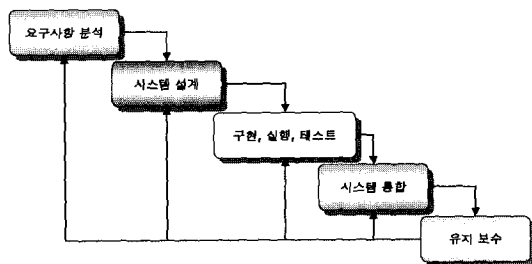 요구사항 분석
시스템 설계
구현, 실행, 테스트
시스템 통합
유지 보수